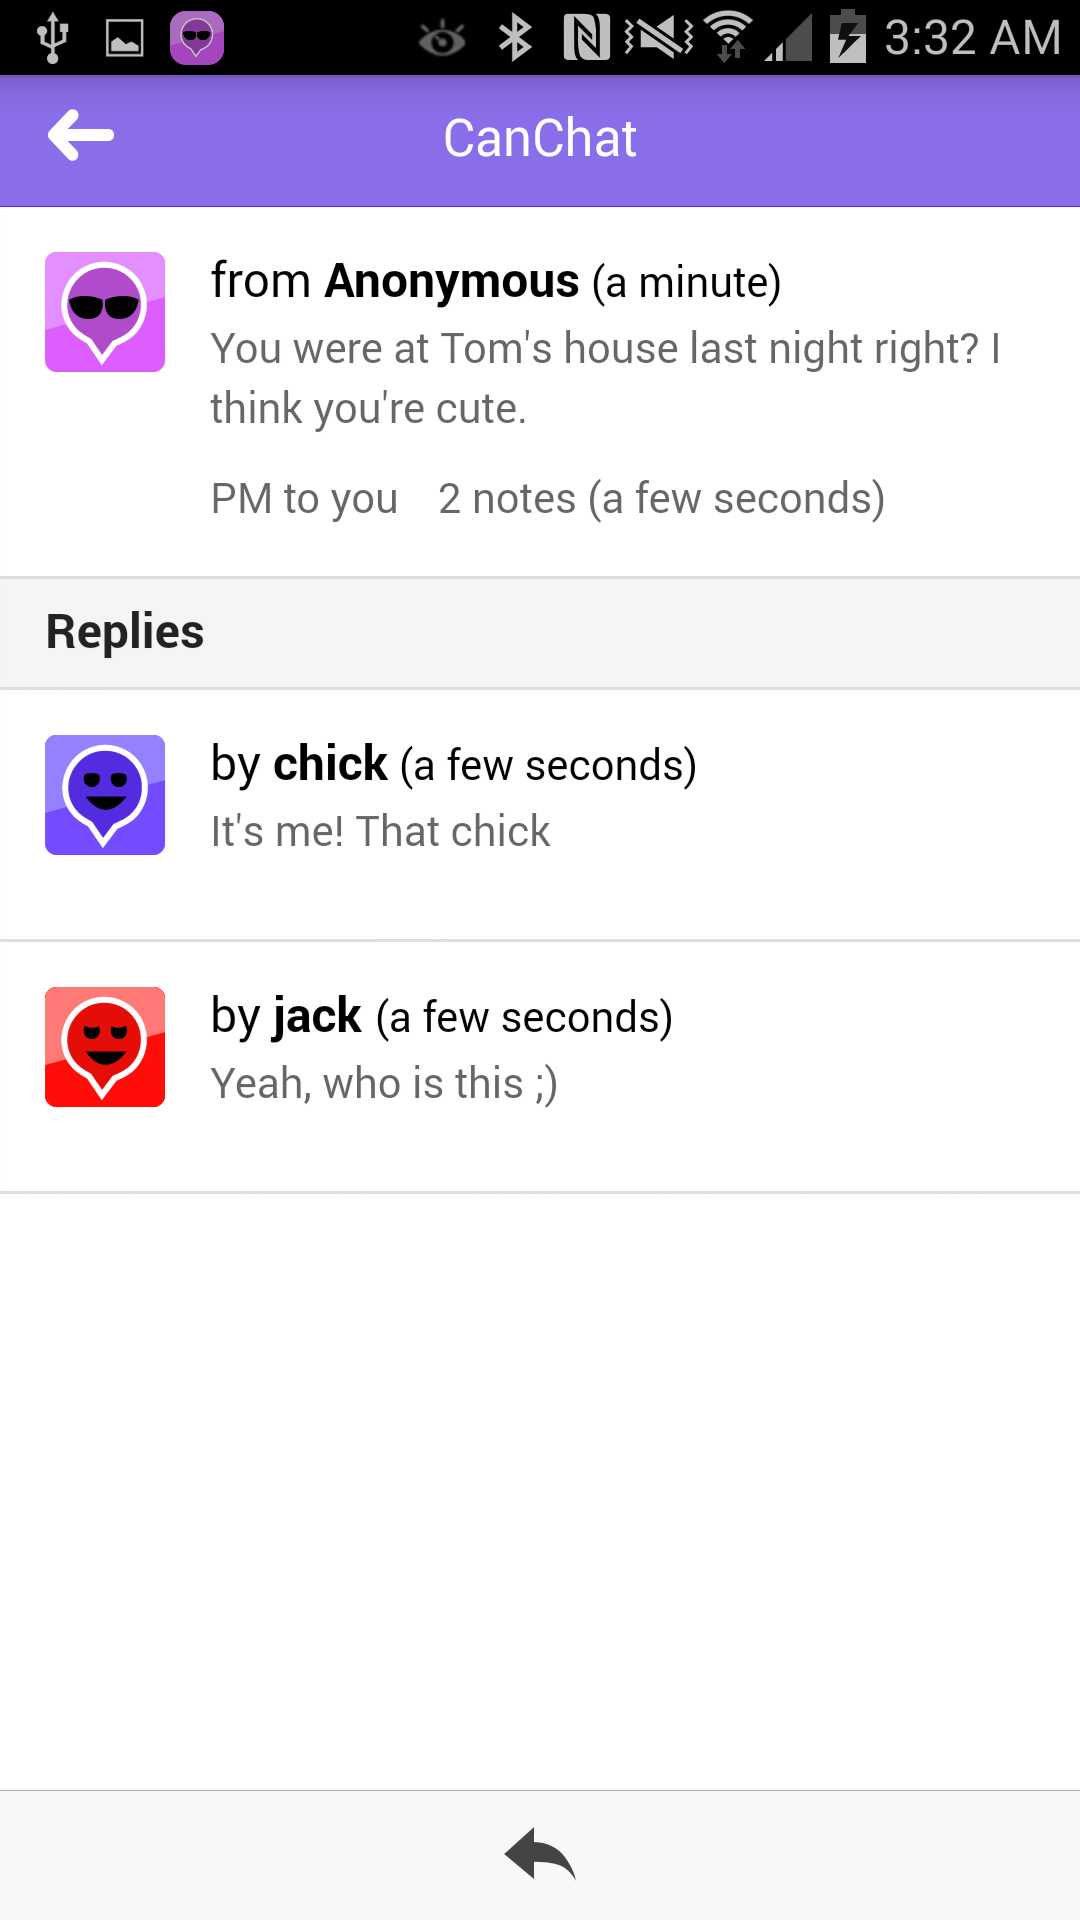 3:32 AM
CanChat
from Anonymous (a minute)
You were at Tom's house last night right? I
think you're cute.
PM to you 2 notes (a few seconds)
Replies
by chick (a few seconds)
It's me! That chick
by jack (a few seconds)
Yeah, who is this ;)